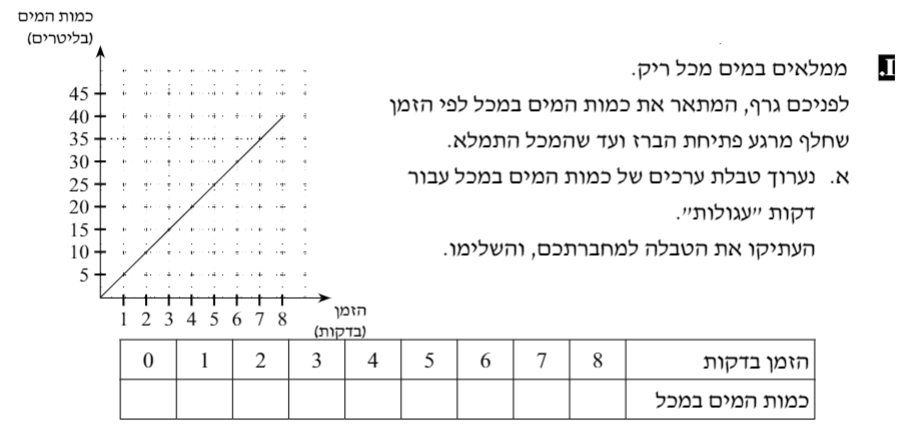 .1 ממלאים במים מכל ריק.
לפניכם גרף, המתאר את כמות המים במכל לפי הזמן
שחלף מרגע פתיחת הברז ועד שהמכל התמלא.
א. נערוך טבלת ערכים של כמות המים במכל עבור
דקות "עגולות".
העתיקו את הטבלה למחברתכם, והשלימו.
כמות המים
(בליטרים)
45
40
35
30
25
20
15
10
5
1 2 3 4 5 6 7 8
הזמן
(בדקות)
הזמן בדקות 8 7 6 5 4 3 2 1 0
כמות המים במכל